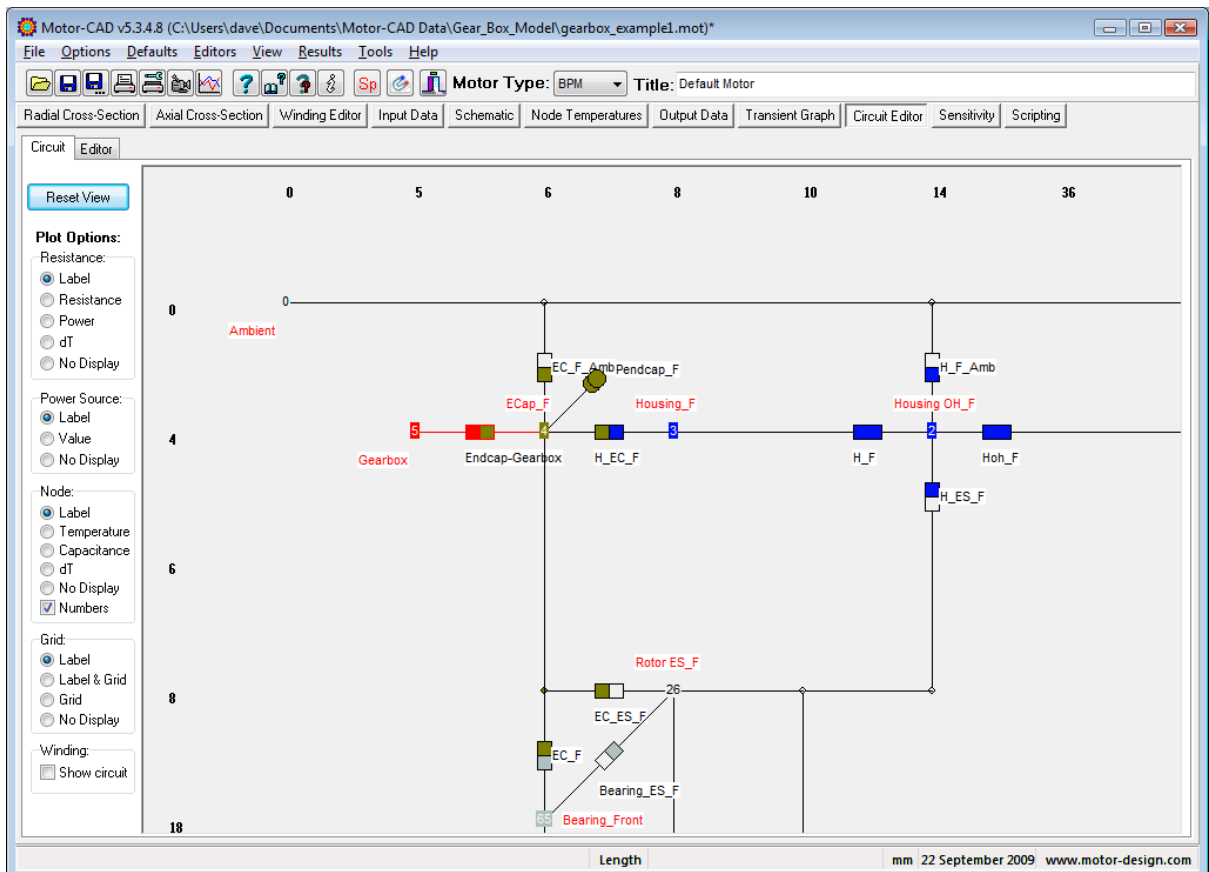 Motor-CAD v5.3.4.8 (C:\Users\dave\Documents\Motor-CAD Data\Gear_Box_Model\gearbox_example1.mot)*
File Options Defaults Editors View Results Tools Help
Sp Motor Type: BPM Title: Default Motor
Radial Cross-Section Axial Cross-Section Winding Editor Input Data Schematic Node Temperatures Output Data Transient Graph Circuit Editor Sensitivity Scripting
Circuit Editor
Reset View
Plot Options:
Resistance:
Label
Resistance
Power
dT
No Display
Power Source:
Label
Value
No Display
Node:
Label
Temperature
Capacitance
dT
No Display
Numbers
Grid:
Label
Label & Grid
Grid
No Display
Winding:
Show circuit
0 5 6 8 10 14 36
0 0
Ambient
EC_F_Amb Pendcap_F H_F_Amb
ECap_F Housing_F Housing OH_F
4 5 4 3 2
Gearbox Endcap-Gearbox H_EC_F H_F Hoh_F
H_ES_F
6
Rotor ES_F
8 26
EC_ES_F
EC_F
Bearing_ES_F
65 Bearing_Front
18
Length mm 22 September 2009 www.motor-design.com